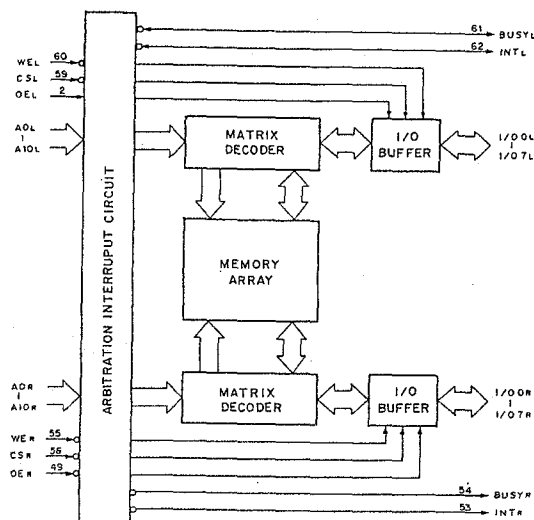 61 BUSYL
62 INTL
WEL 60
CSL 59
OEL 2
A0L
A10L
MATRIX
DECODER
I/O
BUFFER
I/O0L
I/O7L
ARBITRATION INTERRUPUT CIRCUIT
MEMORY
ARRAY
A0R
A10R
MATRIX
DECODER
I/O
BUFFER
I/O0R
I/O7R
WER 55
CSR 56
OER 49
54 BUSYR
53 INTR